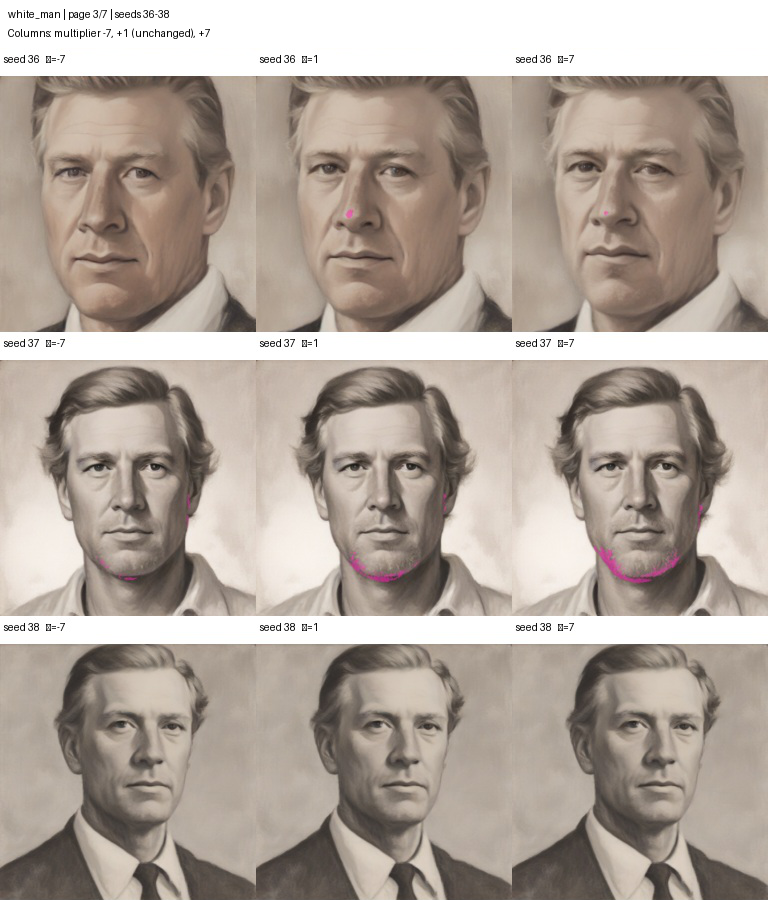 white_man | page 3/7 | seeds 36-38
Columns: multiplier -7, +1 (unchanged), +7
seed 36 =-7
seed 36 =1
seed 36 =7
seed 37 =-7
seed 37 =1
seed 37 =7
seed 38 =-7
seed 38 =1
seed 38 =7